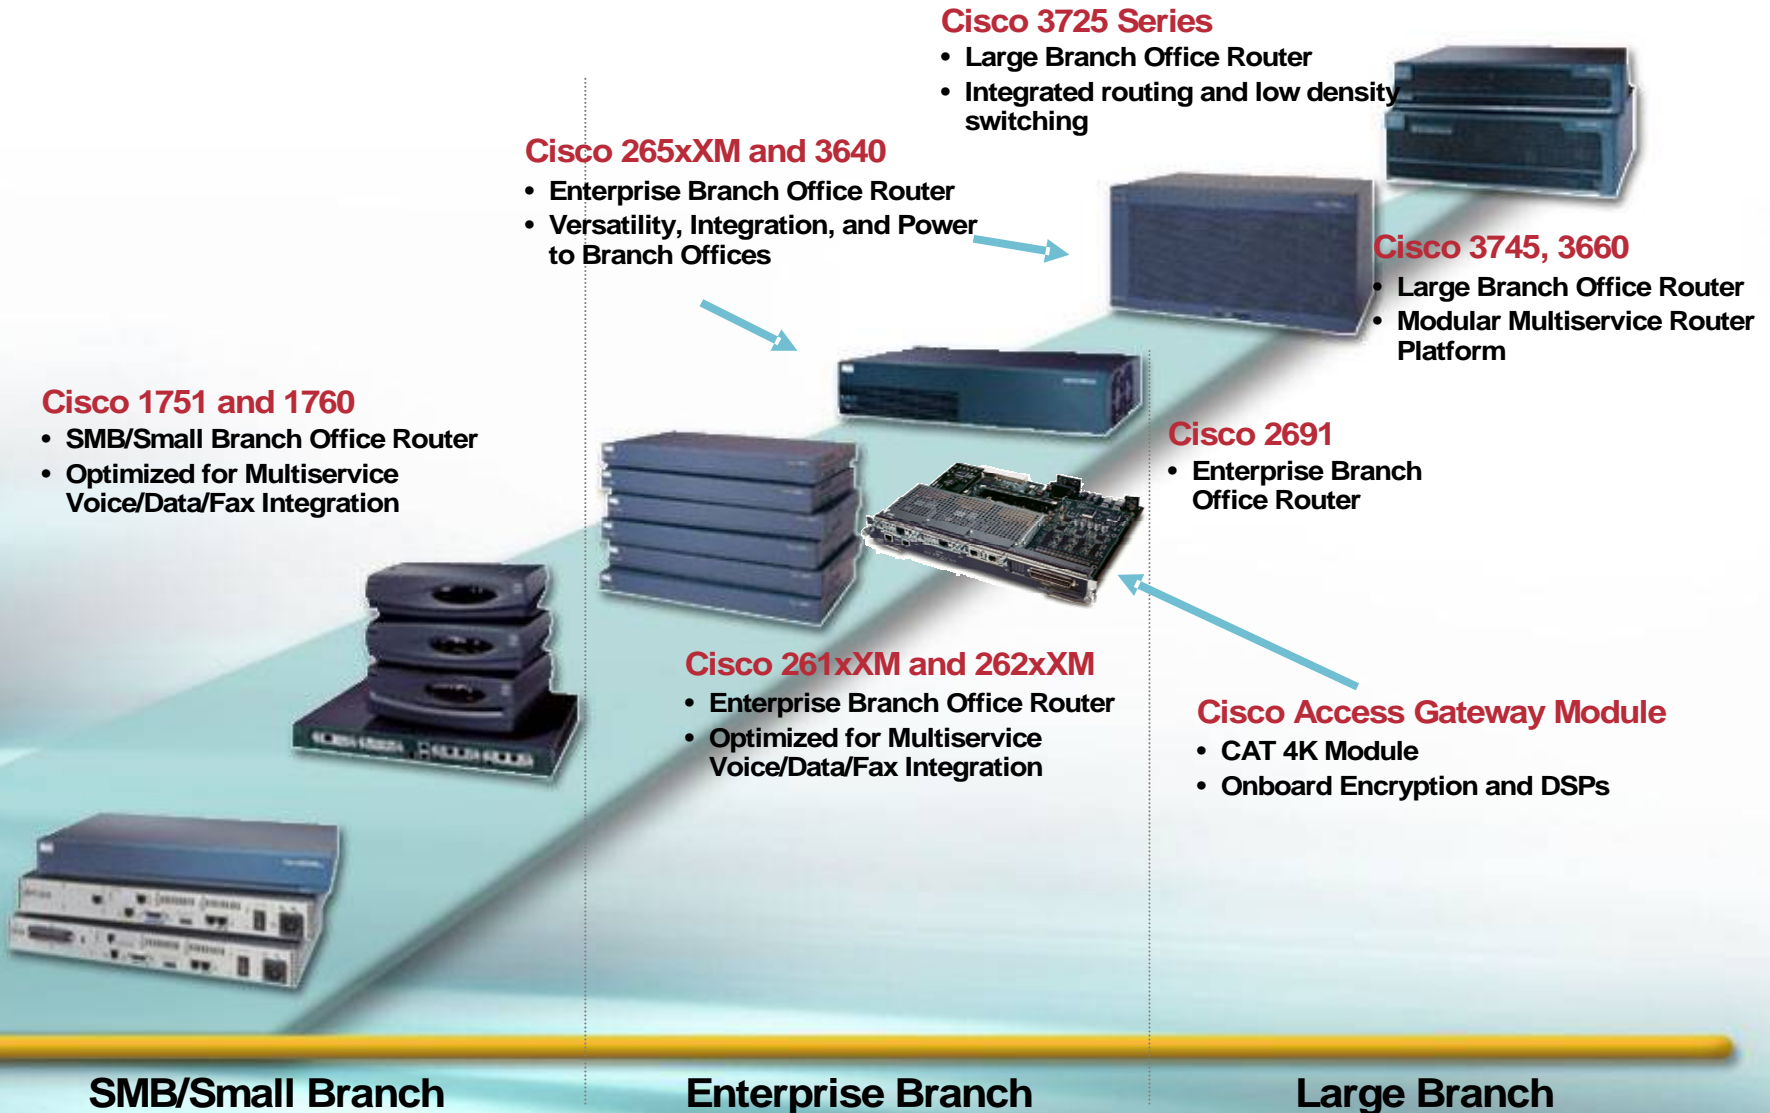 Cisco 3725 Series
• Large Branch Office Router
• Integrated routing and low density
switching
Cisco 265xXM and 3640
• Enterprise Branch Office Router
• Versatility, Integration, and Power
to Branch Offices
Cisco 3745, 3660
• Large Branch Office Router
• Modular Multiservice Router
Platform
Cisco 1751 and 1760
• SMB/Small Branch Office Router
• Optimized for Multiservice
Voice/Data/Fax Integration
Cisco 2691
• Enterprise Branch
Office Router
Cisco 261xXM and 262xXM
• Enterprise Branch Office Router
• Optimized for Multiservice
Voice/Data/Fax Integration
Cisco Access Gateway Module
• CAT 4K Module
• Onboard Encryption and DSPs
SMB/Small Branch
Enterprise Branch
Large Branch